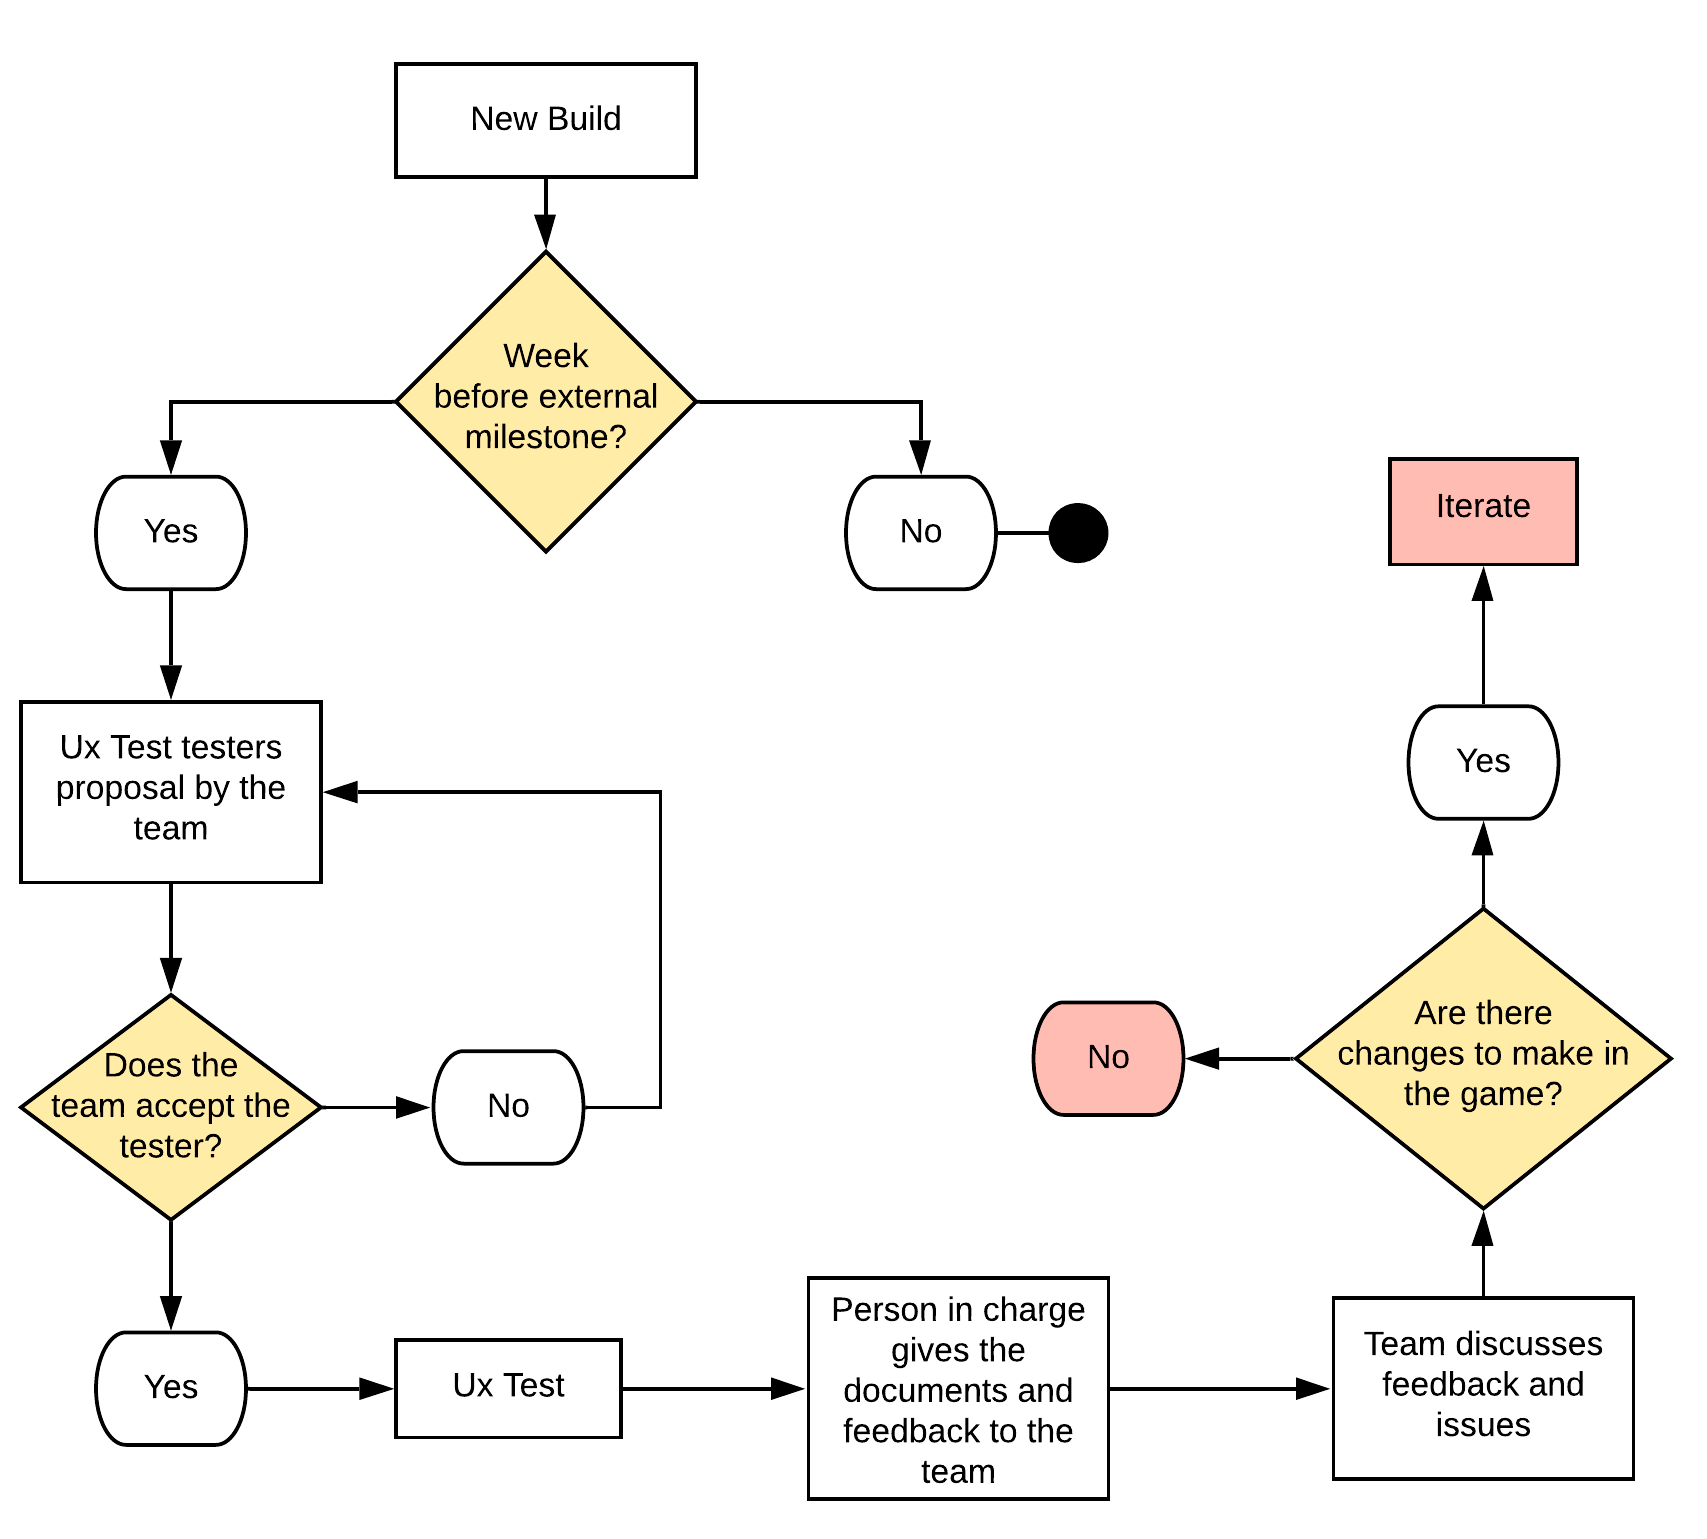 New Build
Week
before external
milestone?
Yes
No
Iterate
Ux Test testers
proposal by the
team
Yes
Does the
team accept the
tester?
No
No
Are there
changes to make in
the game?
Yes
Ux Test
Person in charge
gives the
documents and
feedback to the
team
Team discusses
feedback and
issues